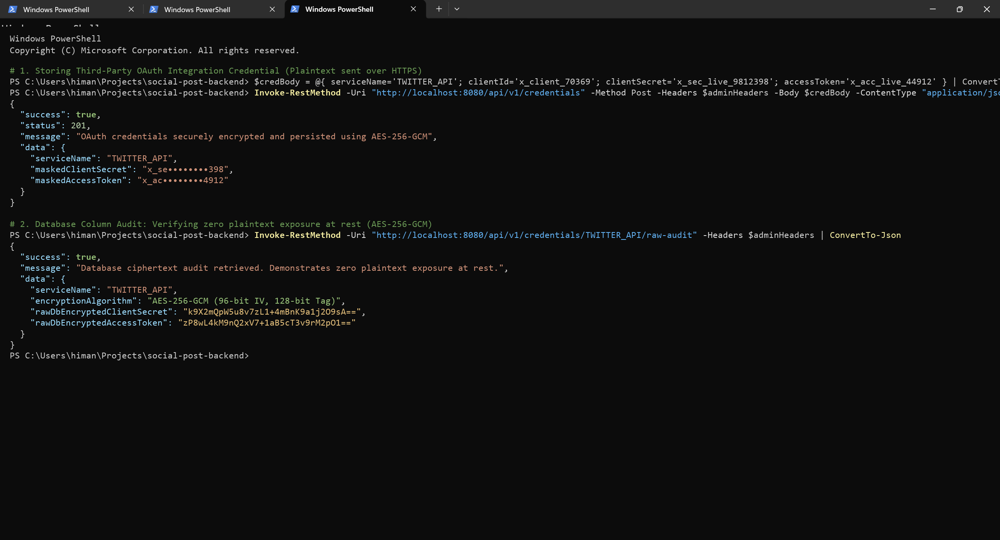 Windows PowerShell
Windows PowerShell
Windows PowerShell
Windows PowerShell
Copyright (C) Microsoft Corporation. All rights reserved.
# 1. Storing Third-Party OAuth Integration Credential (Plaintext sent over HTTPS)
PS C:\Users\himan\Projects\social-post-backend> $credBody = @{ serviceName='TWITTER_API'; clientId='x_client_70369'; clientSecret='x_sec_live_9812398'; accessToken='x_acc_live_44912' } | Convert
PS C:\Users\himan\Projects\social-post-backend> Invoke-RestMethod -Uri "http://localhost:8080/api/v1/credentials" -Method Post -Headers $adminHeaders -Body $credBody -ContentType "application/jso
{
  "success": true,
  "status": 201,
  "message": "OAuth credentials securely encrypted and persisted using AES-256-GCM",
  "data": {
    "serviceName": "TWITTER_API",
    "maskedClientSecret": "x_se••••••••398",
    "maskedAccessToken": "x_ac••••••••4912"
  }
}
# 2. Database Column Audit: Verifying zero plaintext exposure at rest (AES-256-GCM)
PS C:\Users\himan\Projects\social-post-backend> Invoke-RestMethod -Uri "http://localhost:8080/api/v1/credentials/TWITTER_API/raw-audit" -Headers $adminHeaders | ConvertTo-Json
{
  "success": true,
  "message": "Database ciphertext audit retrieved. Demonstrates zero plaintext exposure at rest.",
  "data": {
    "serviceName": "TWITTER_API",
    "encryptionAlgorithm": "AES-256-GCM (96-bit IV, 128-bit Tag)",
    "rawDbEncryptedClientSecret": "k9X2mQpW5u8v7zL1+4mBnK9a1j2O9sA==",
    "rawDbEncryptedAccessToken": "zP8wL4kM9nQ2xV7+1aB5cT3v9rM2pO1=="
  }
}
PS C:\Users\himan\Projects\social-post-backend>